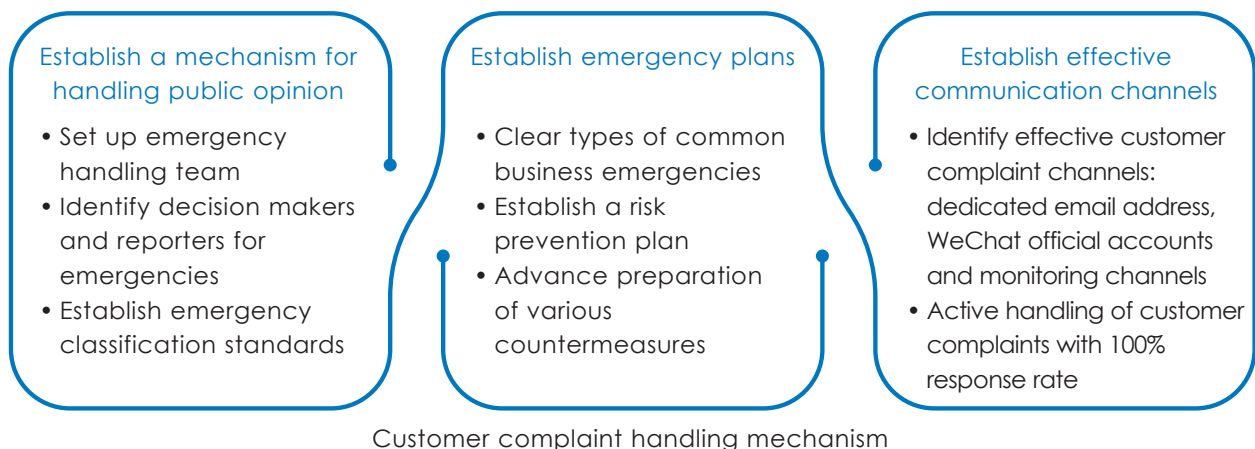 Establish a mechanism for
handling public opinion
• Set up emergency
handling team
• Identify decision makers
and reporters for
emergencies
• Establish emergency
classification standards
Establish emergency plans
• Clear types of common
business emergencies
• Establish a risk
prevention plan
• Advance preparation
of various
countermeasures
Establish effective
communication channels
• Identify effective customer
complaint channels:
dedicated email address,
WeChat official accounts
and monitoring channels
• Active handling of customer
complaints with 100%
response rate
Customer complaint handling mechanism